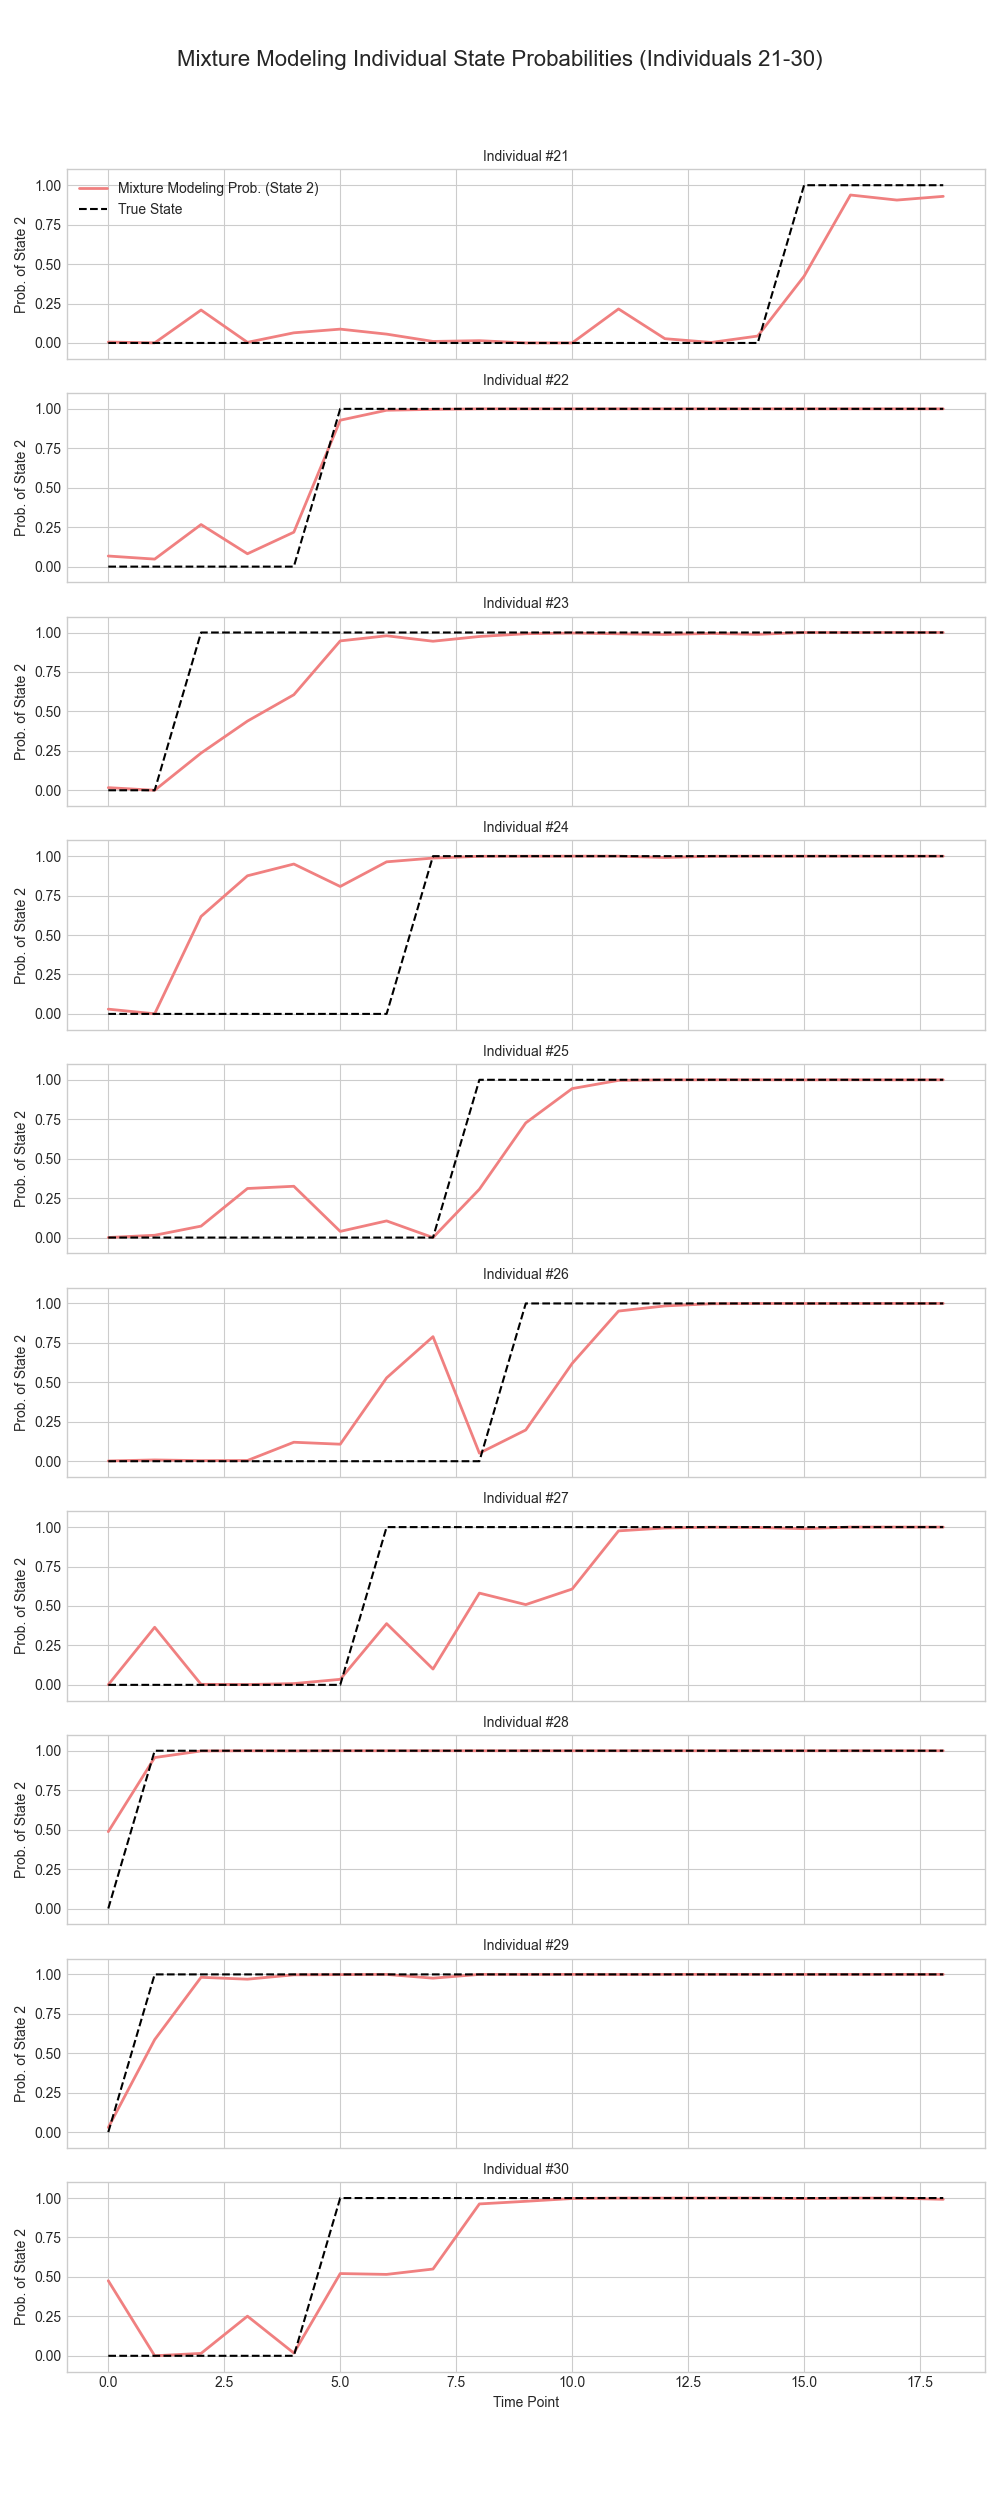 Mixture Modeling Individual State Probabilities (Individuals 21-30)
Individual #21
Mixture Modeling Prob. (State 2)
True State
Prob. of State 2
1.00
0.75
0.50
0.25
0.00
Individual #22
Prob. of State 2
1.00
0.75
0.50
0.25
0.00
Individual #23
Prob. of State 2
1.00
0.75
0.50
0.25
0.00
Individual #24
Prob. of State 2
1.00
0.75
0.50
0.25
0.00
Individual #25
Prob. of State 2
1.00
0.75
0.50
0.25
0.00
Individual #26
Prob. of State 2
1.00
0.75
0.50
0.25
0.00
Individual #27
Prob. of State 2
1.00
0.75
0.50
0.25
0.00
Individual #28
Prob. of State 2
1.00
0.75
0.50
0.25
0.00
Individual #29
Prob. of State 2
1.00
0.75
0.50
0.25
0.00
Individual #30
Prob. of State 2
1.00
0.75
0.50
0.25
0.00
0.0 2.5 5.0 7.5 10.0 12.5 15.0 17.5
Time Point